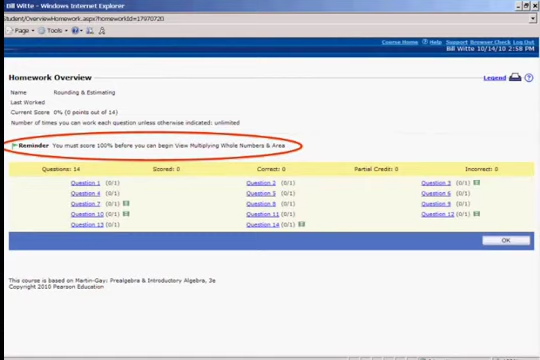 Bill Witte - Windows Internet Explorer
Student/OverviewHomework.aspx?homeworkId=17970720
Page Tools
Course Home Help Support Browser Check Log Out
Bill Witte 10/14/10 2:58 PM
Homework Overview Legend
Name Rounding & Estimating
Last Worked
Current Score 0% (0 points out of 14)
Number of times you can work each question unless otherwise indicated: unlimited
Reminder You must score 100% before you can begin View Multiplying Whole Numbers & Area
Questions: 14 Scored: 0 Correct: 0 Partial Credit: 0 Incorrect: 0
Question 1 (0/1) Question 2 (0/1) Question 3 (0/1)
Question 4 (0/1) Question 5 (0/1) Question 6 (0/1)
Question 7 (0/1) Question 8 (0/1) Question 9 (0/1)
Question 10 (0/1) Question 11 (0/1) Question 12 (0/1)
Question 13 (0/1) Question 14 (0/1)
OK
This course is based on Martin-Gay: Prealgebra & Introductory Algebra, 3e
Copyright 2010 Pearson Education